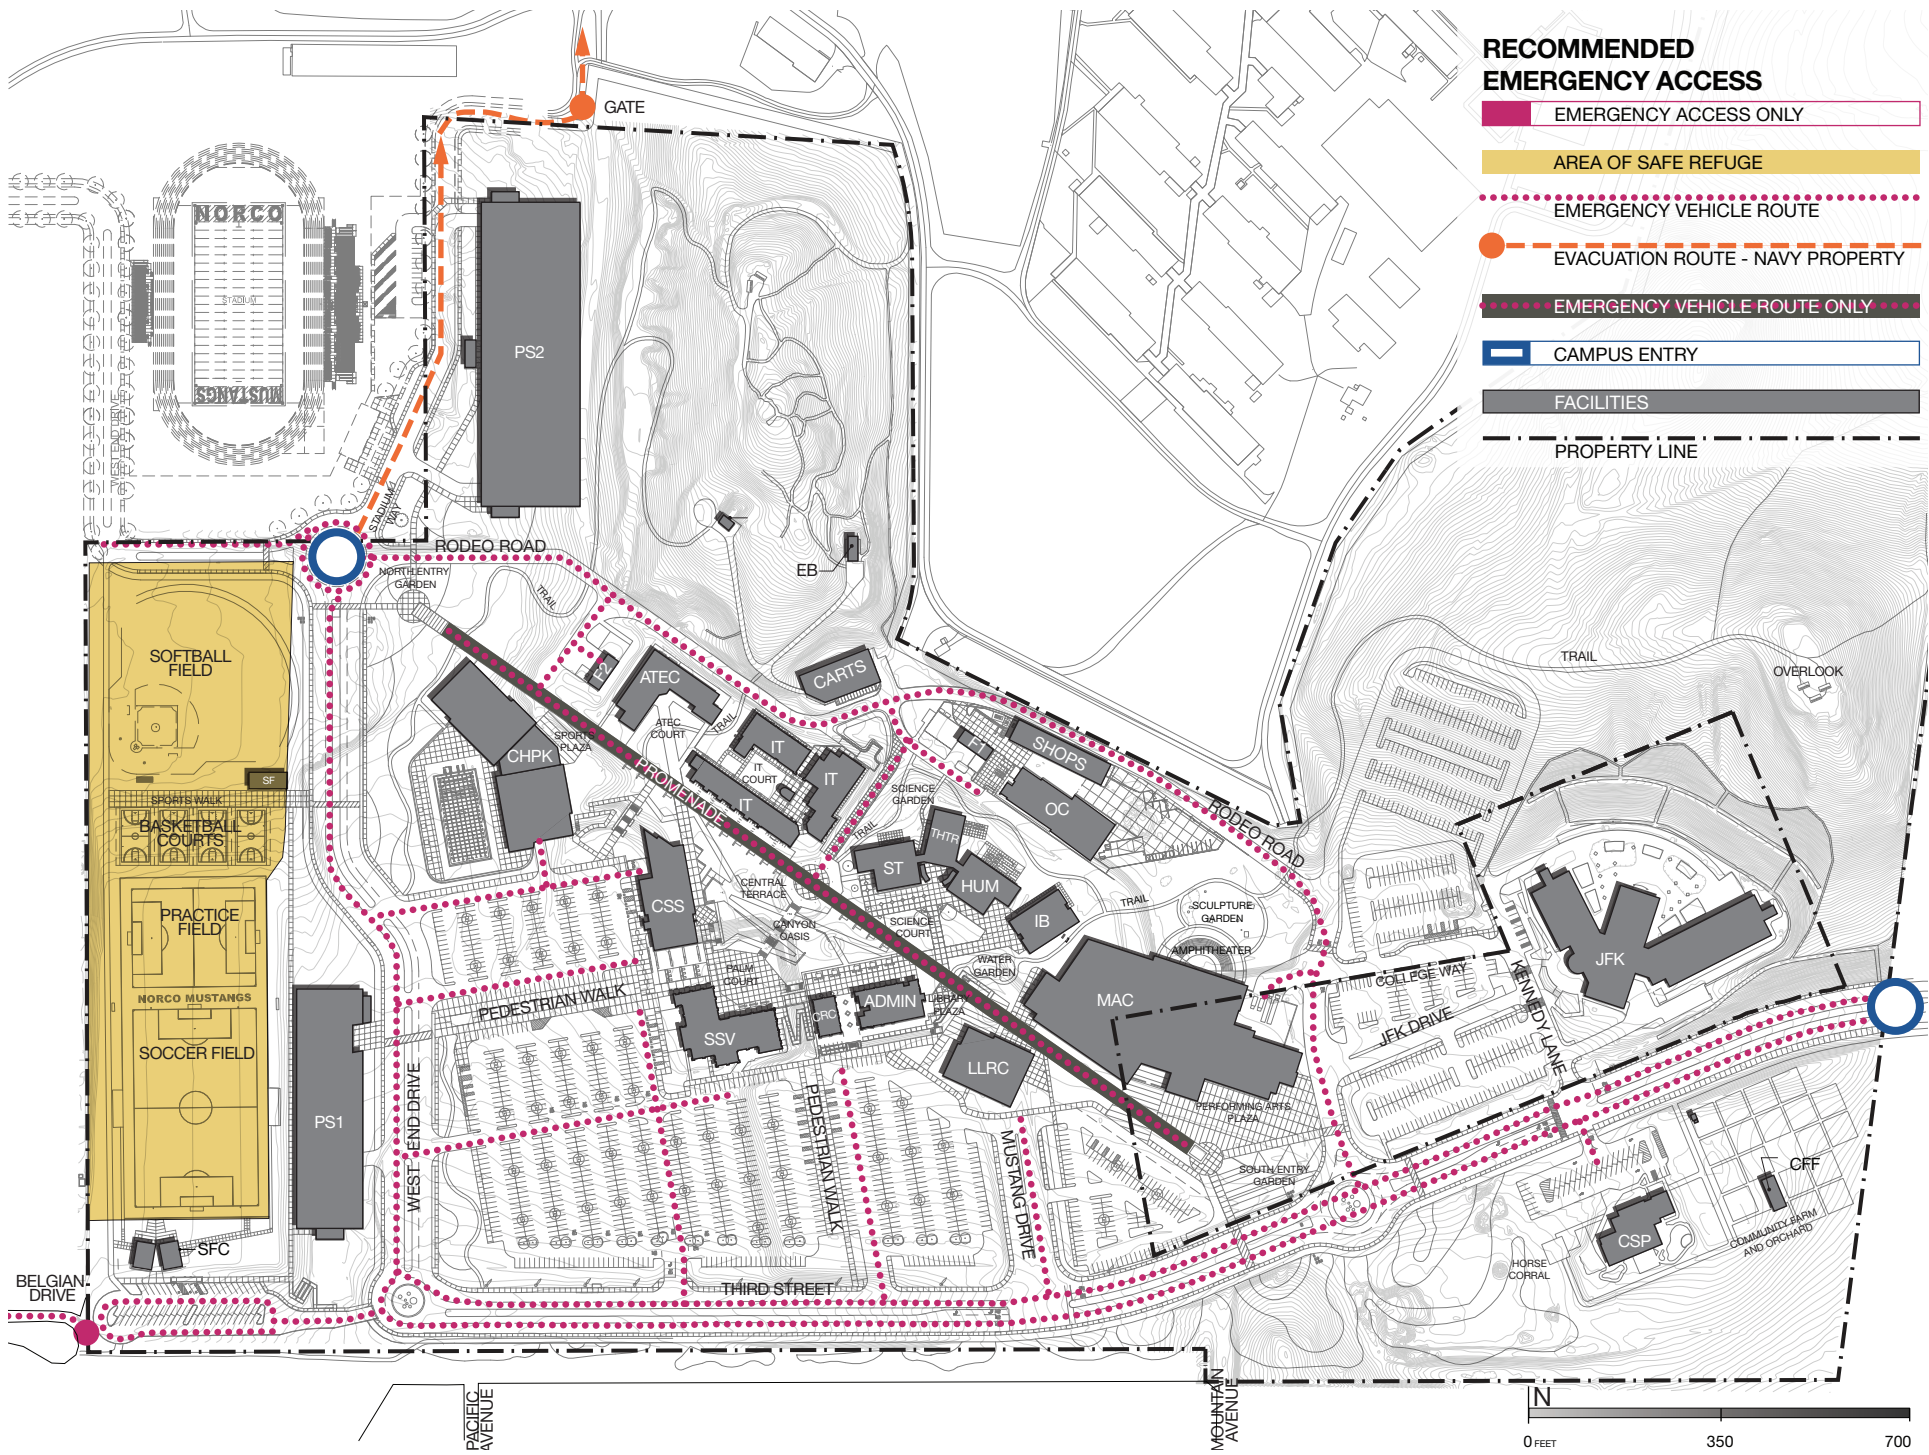 RECOMMENDED
EMERGENCY ACCESS
EMERGENCY ACCESS ONLY
AREA OF SAFE REFUGE
EMERGENCY VEHICLE ROUTE
EVACUATION ROUTE - NAVY PROPERTY
EMERGENCY VEHICLE ROUTE ONLY
CAMPUS ENTRY
FACILITIES
PROPERTY LINE
GATE
NORCO
STADIUM
MUSTANGS
WEST END DRIVE
PS2
STADIUM
WAY
RODEO ROAD
NORTH ENTRY
GARDEN
TRAIL
EB
SOFTBALL
FIELD
F2
ATEC
CARTS
TRAIL
OVERLOOK
ATEC
COURT
TRAIL
SPORTS
PLAZA
CHPK
IT
IT
COURT
IT
IT
PROMENADE
F1
SHOPS
OC
RODEO ROAD
SCIENCE
GARDEN
TRAIL
SF
SPORTS WALK
BASKETBALL
COURTS
THTR
ST
HUM
IB
CSS
CENTRAL
TERRACE
CANYON
OASIS
SCIENCE
COURT
TRAIL
SCULPTURE
GARDEN
AMPHITHEATER
PRACTICE
FIELD
NORCO MUSTANGS
SOCCER FIELD
PALM
COURT
WATER
GARDEN
PEDESTRIAN WALK
SSV
CRC
ADMIN
LIBRARY
PLAZA
MAC
LLRC
COLLEGE WAY
JFK DRIVE
KENNEDY LANE
JFK
PS1
WEST END DRIVE
PEDESTRIAN WALK
MUSTANG DRIVE
PERFORMING ARTS
PLAZA
SOUTH ENTRY
GARDEN
CFF
CSP
COMMUNITY FARM
AND ORCHARD
HORSE
CORRAL
SFC
BELGIAN
DRIVE
THIRD STREET
PACIFIC
AVENUE
MOUNTAIN
AVENUE
N
0 FEET
350
700